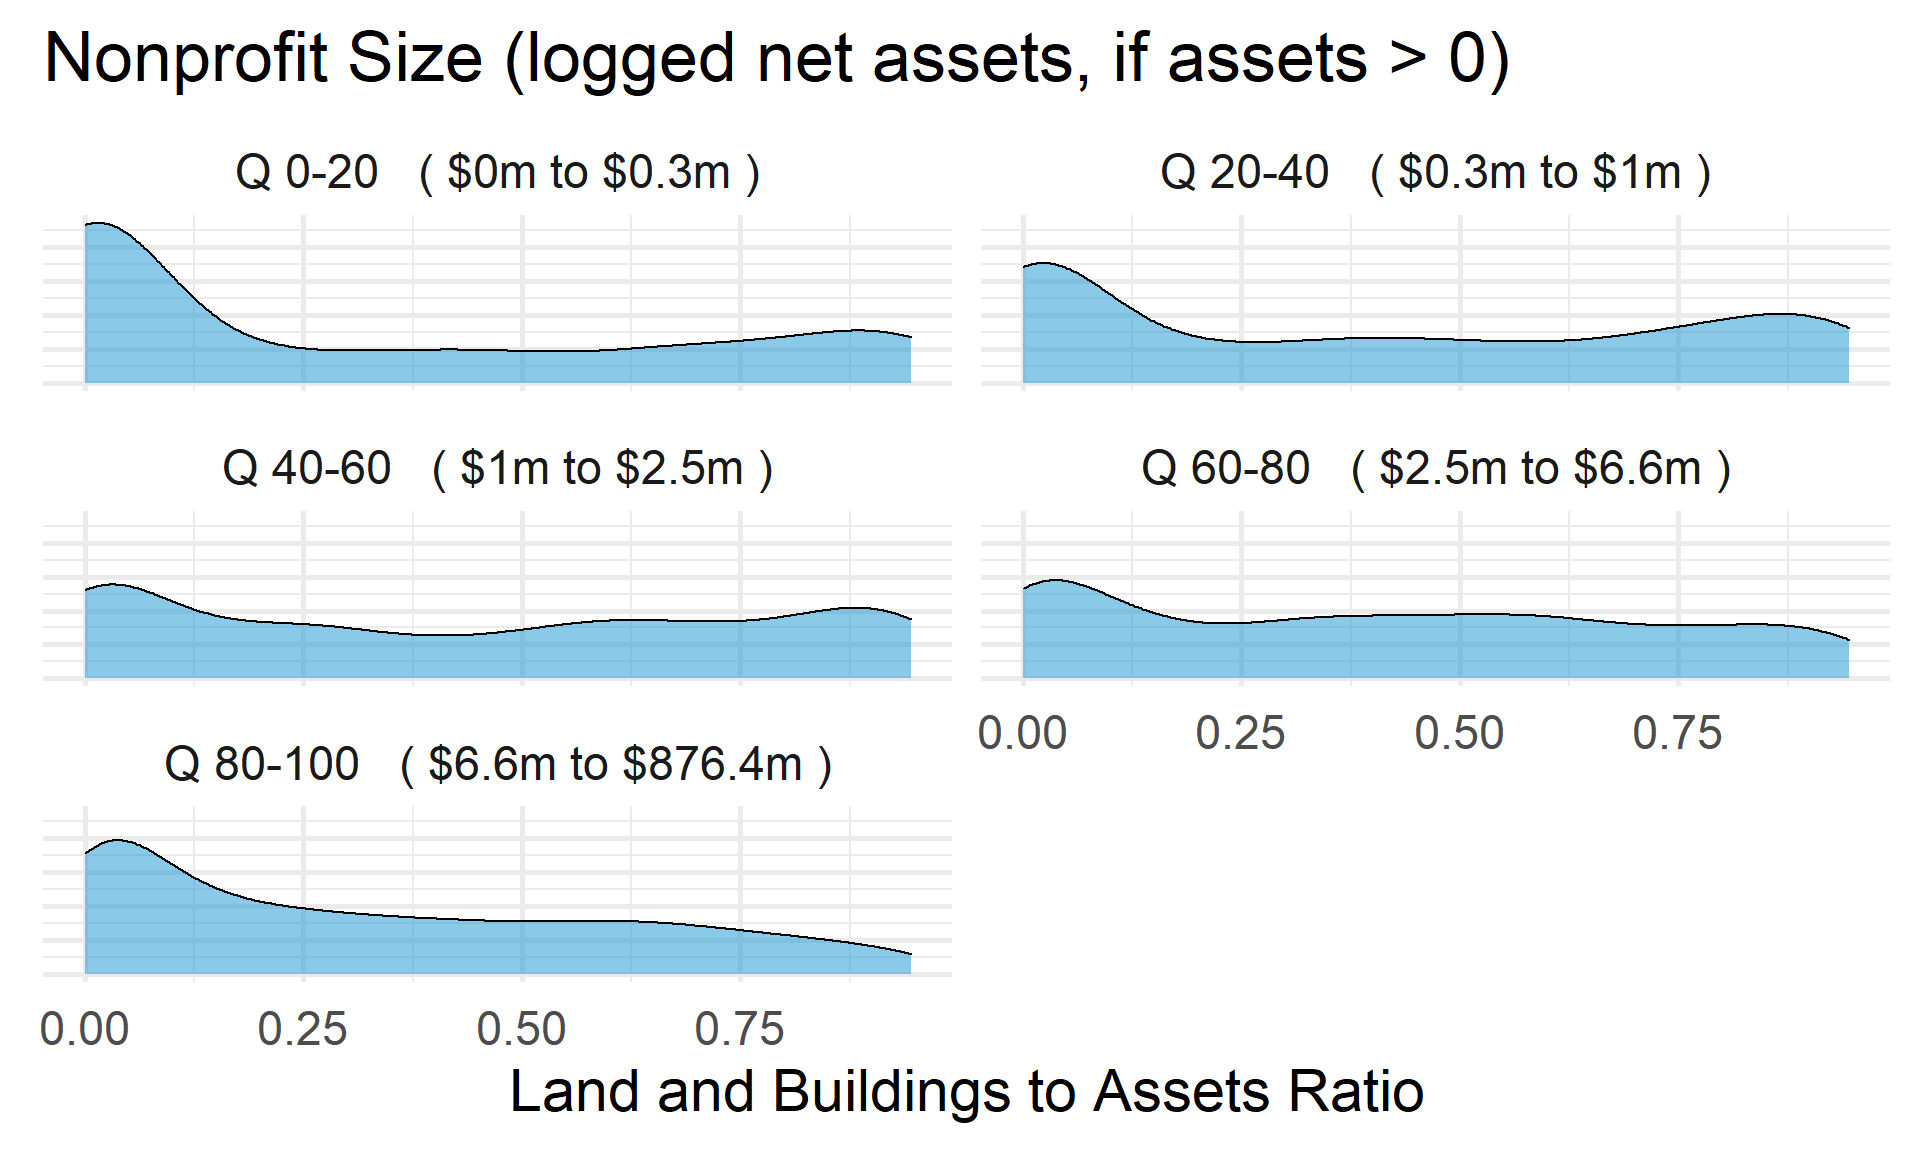 Nonprofit Size (logged net assets, if assets > 0)
Q 0-20 ( $0m to $0.3m )
Q 20-40 ( $0.3m to $1m )
Q 40-60 ( $1m to $2.5m )
Q 60-80 ( $2.5m to $6.6m )
0.00 0.25 0.50 0.75
Q 80-100 ( $6.6m to $876.4m )
0.00 0.25 0.50 0.75
Land and Buildings to Assets Ratio